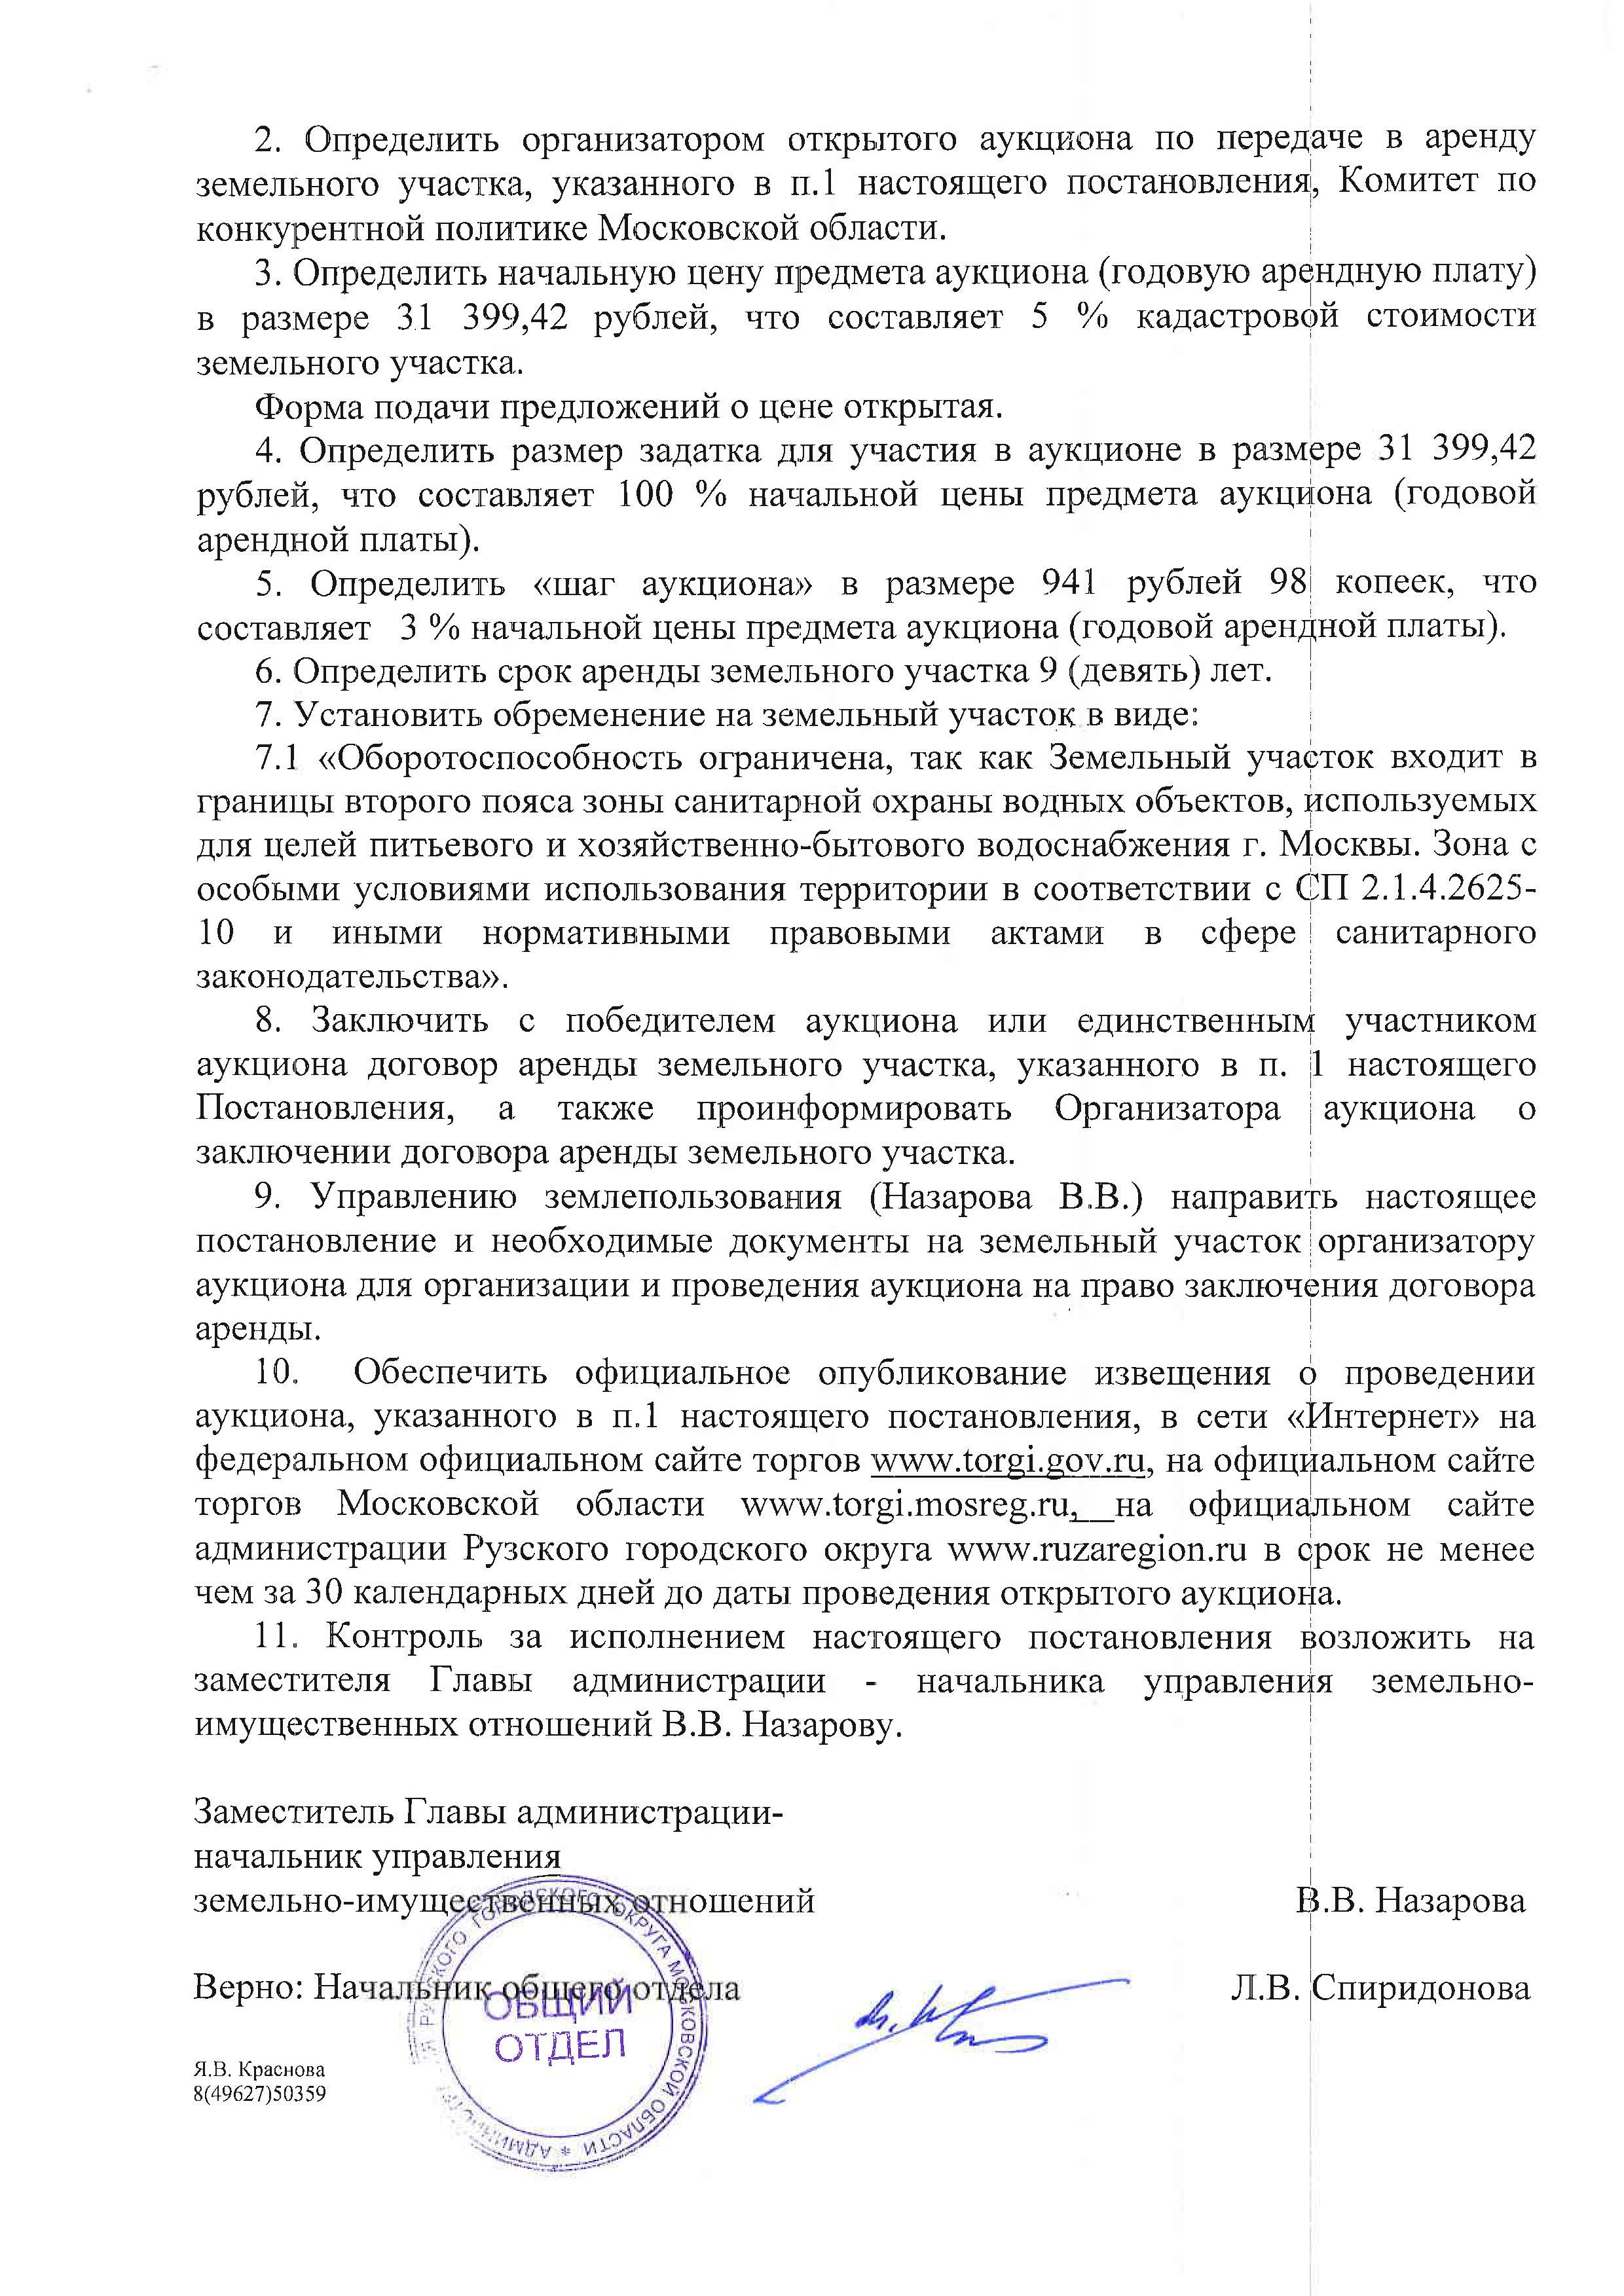 2. Определить организатором открытого аукциона по передаче в аренду
земельного участка, указанного в п.1 настоящего постановления, Комитет по
конкурентной политике Московской области.
3. Определить начальную цену предмета аукциона (годовую арендную плату)
в размере 31 399,42 рублей, что составляет 5 % кадастровой стоимости
земельного участка.
Форма подачи предложений о цене открытая.
4. Определить размер задатка для участия в аукционе в размере 31 399,42
рублей, что составляет 100 % начальной цены предмета аукциона (годовой
арендной платы).
5. Определить «шаг аукциона» в размере 941 рублей 98 копеек, что
составляет 3 % начальной цены предмета аукциона (годовой арендной платы).
6. Определить срок аренды земельного участка 9 (девять) лет.
7. Установить обременение на земельный участок в виде:
7.1 «Оборотоспособность ограничена, так как Земельный участок входит в
границы второго пояса зоны санитарной охраны водных объектов, используемых
для целей питьевого и хозяйственно-бытового водоснабжения г. Москвы. Зона с
особыми условиями использования территории в соответствии с СП 2.1.4.2625-
10 и иными нормативными правовыми актами в сфере санитарного
законодательства».
8. Заключить с победителем аукциона или единственным участником
аукциона договор аренды земельного участка, указанного в п. 1 настоящего
Постановления, а также проинформировать Организатора аукциона о
заключении договора аренды земельного участка.
9. Управлению землепользования (Назарова В.В.) направить настоящее
постановление и необходимые документы на земельный участок организатору
аукциона для организации и проведения аукциона на право заключения договора
аренды.
10. Обеспечить официальное опубликование извещения о проведении
аукциона, указанного в п.1 настоящего постановления, в сети «Интернет» на
федеральном официальном сайте торгов www.torgi.gov.ru, на официальном сайте
торгов Московской области www.torgi.mosreg.ru, на официальном сайте
администрации Рузского городского округа www.ruzaregion.ru в срок не менее
чем за 30 календарных дней до даты проведения открытого аукциона.
11. Контроль за исполнением настоящего постановления возложить на
заместителя Главы администрации - начальника управления земельно-
имущественных отношений В.В. Назарову.
Заместитель Главы администрации-
начальник управления
земельно-имущественных отношений В.В. Назарова
Верно: Начальник общего отдела Л.В. Спиридонова
Я.В. Краснова
8(49627)50359
ОБЩИЙ
ОТДЕЛ
РУЗСКОГО ГОРОДСКОГО ОКРУГА МОСКОВСКОЙ ОБЛАСТИ *